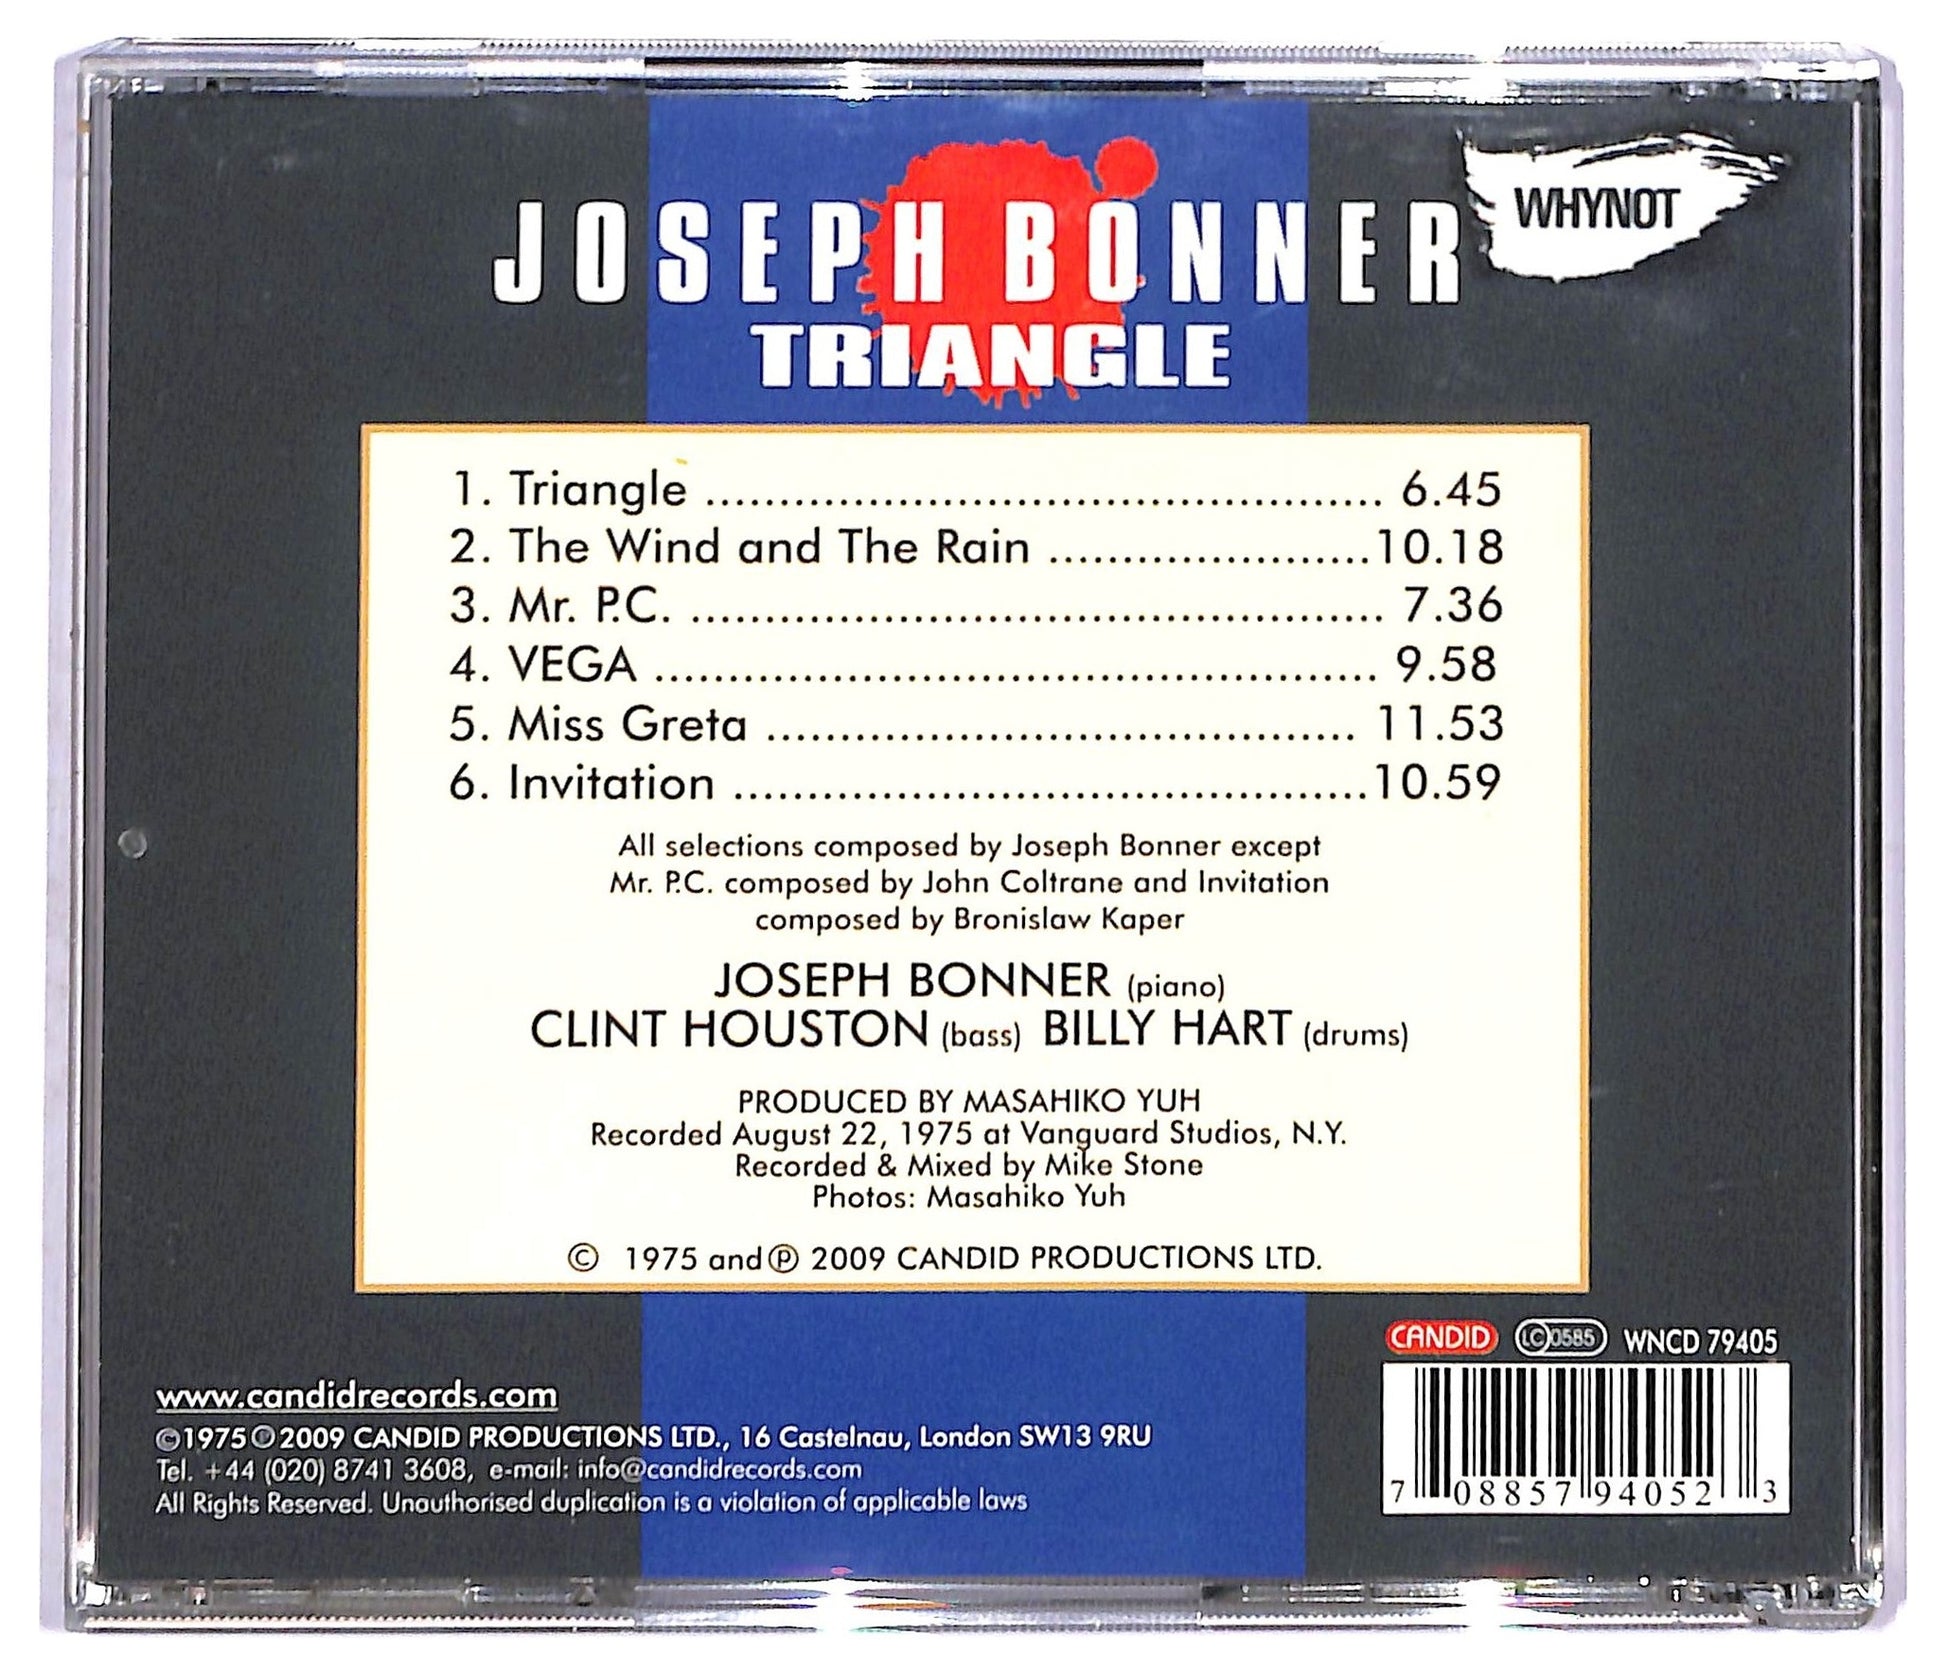 JOSEPH BONNER
WHYNOT
TRIANGLE
1. Triangle .............................................. 6.45
2. The Wind and The Rain ......................10.18
3. Mr. P.C. ............................................... 7.36
4. VEGA ................................................. 9.58
5. Miss Greta ........................................ 11.53
6. Invitation ...........................................10.59
All selections composed by Joseph Bonner except
Mr. P.C. composed by John Coltrane and Invitation
composed by Bronislaw Kaper
JOSEPH BONNER (piano)
CLINT HOUSTON (bass) BILLY HART (drums)
PRODUCED BY MASAHIKO YUH
Recorded August 22, 1975 at Vanguard Studios, N.Y.
Recorded & Mixed by Mike Stone
Photos: Masahiko Yuh
© 1975 and ℗ 2009 CANDID PRODUCTIONS LTD.
CANDID LC 0585 WNCD 79405
www.candidrecords.com
©1975℗2009 CANDID PRODUCTIONS LTD., 16 Castelnau, London SW13 9RU
Tel. +44 (020) 8741 3608, e-mail: info@candidrecords.com
All Rights Reserved. Unauthorised duplication is a violation of applicable laws
7 08857 94052 3